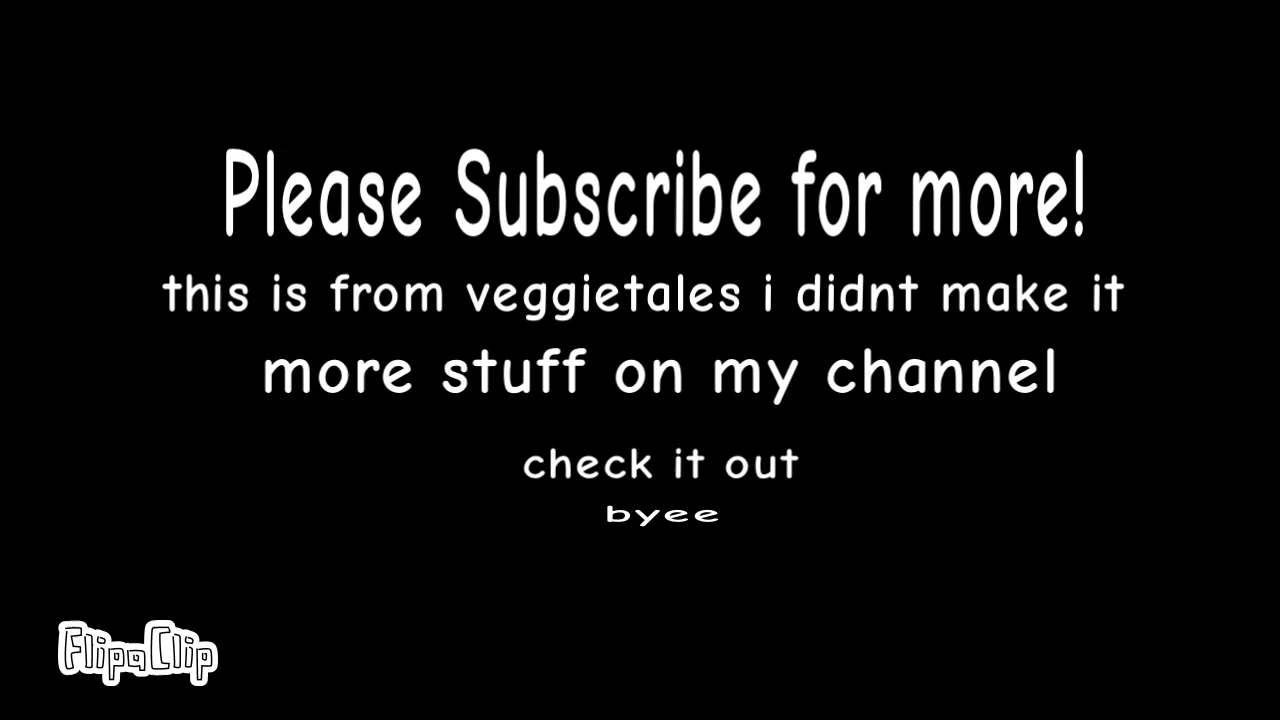 Please Subscribe for more!
this is from veggietales i didnt make it
more stuff on my channel
check it out
byee
FlipaClip